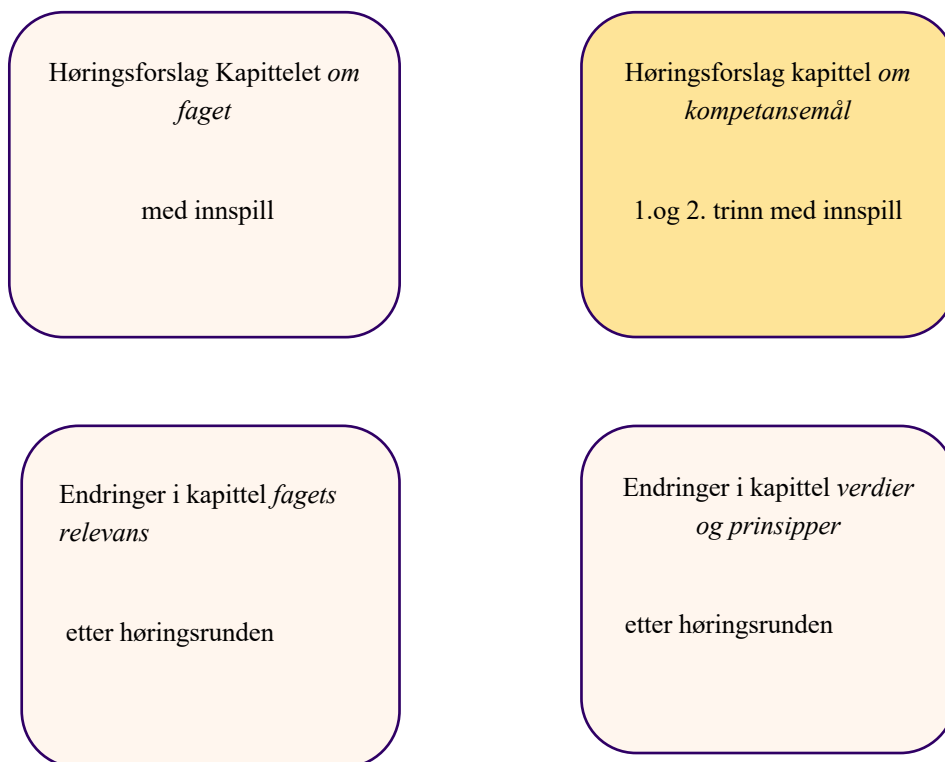 Høringsforslag Kapittelet om
faget
med innspill
Høringsforslag kapittel om
kompetansemål
1.og 2. trinn med innspill
Endringer i kapittel fagets
relevans
etter høringsrunden
Endringer i kapittel verdier
og prinsipper
etter høringsrunden